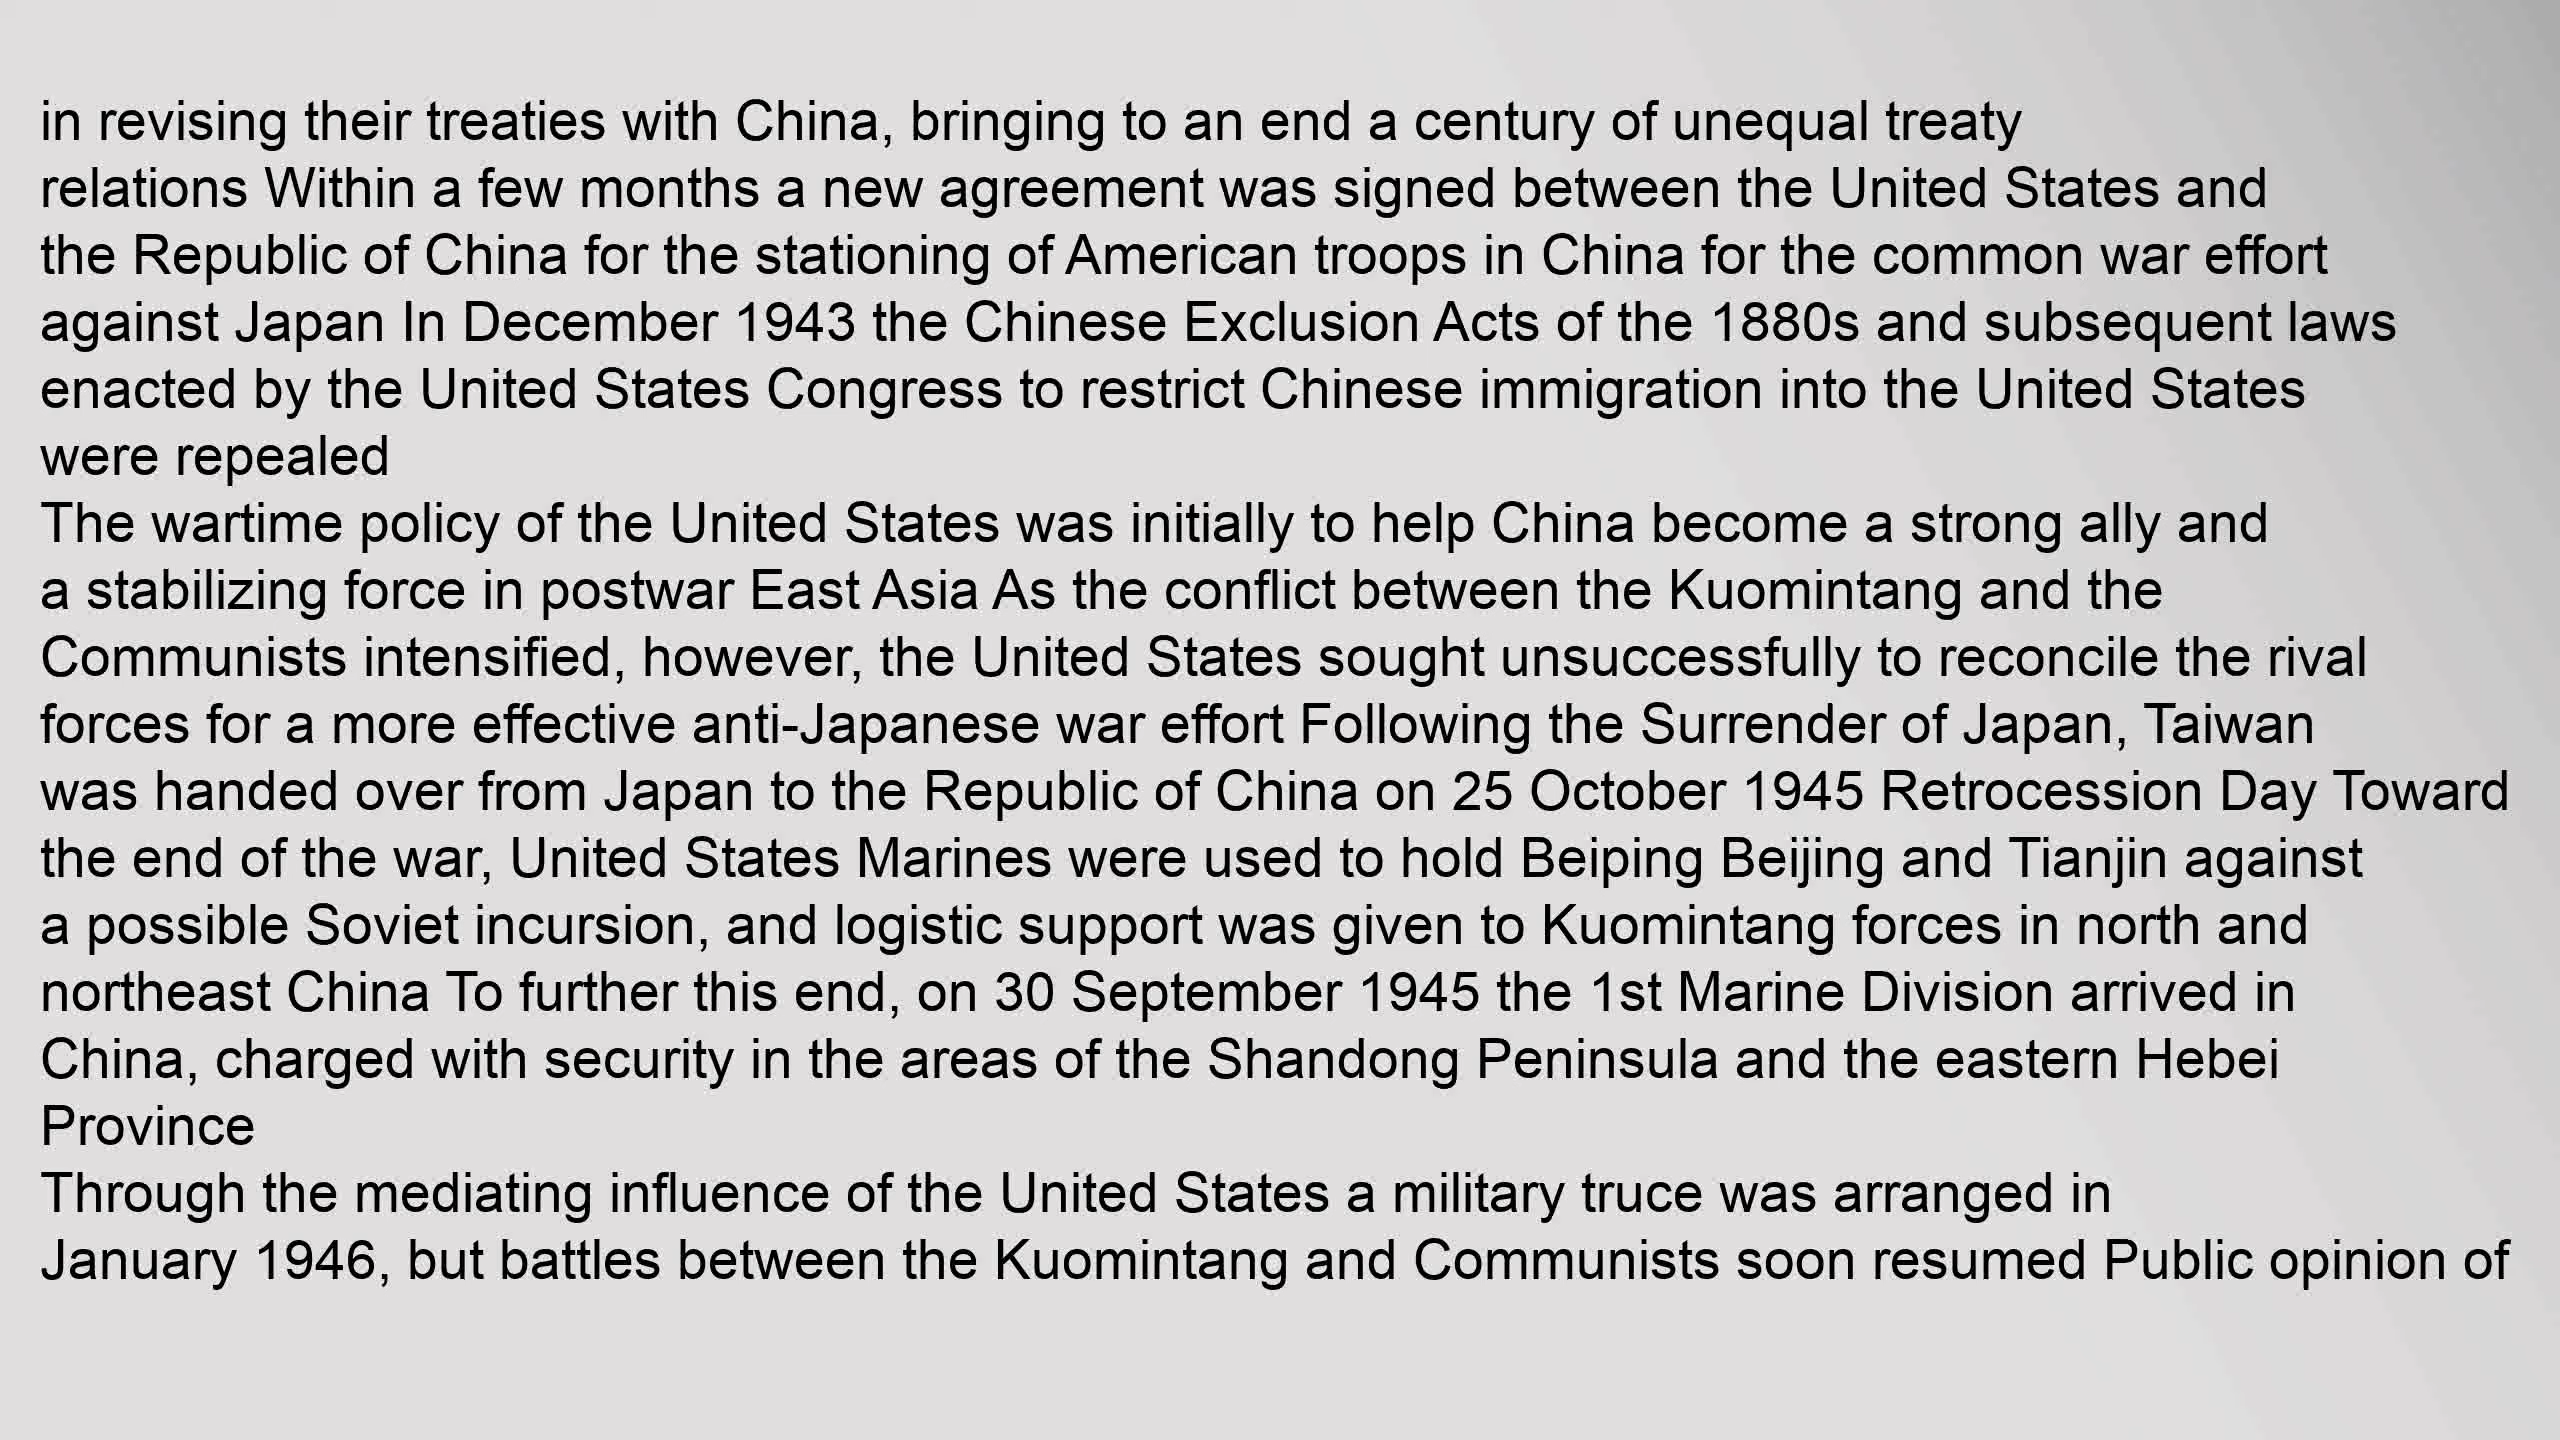 in revising their treaties with China, bringing to an end a century of unequal treaty
relations Within a few months a new agreement was signed between the United States and
the Republic of China for the stationing of American troops in China for the common war effort
against Japan In December 1943 the Chinese Exclusion Acts of the 1880s and subsequent laws
enacted by the United States Congress to restrict Chinese immigration into the United States
were repealed
The wartime policy of the United States was initially to help China become a strong ally and
a stabilizing force in postwar East Asia As the conflict between the Kuomintang and the
Communists intensified, however, the United States sought unsuccessfully to reconcile the rival
forces for a more effective anti-Japanese war effort Following the Surrender of Japan, Taiwan
was handed over from Japan to the Republic of China on 25 October 1945 Retrocession Day Toward
the end of the war, United States Marines were used to hold Beiping Beijing and Tianjin against
a possible Soviet incursion, and logistic support was given to Kuomintang forces in north and
northeast China To further this end, on 30 September 1945 the 1st Marine Division arrived in
China, charged with security in the areas of the Shandong Peninsula and the eastern Hebei
Province
Through the mediating influence of the United States a military truce was arranged in
January 1946, but battles between the Kuomintang and Communists soon resumed Public opinion of